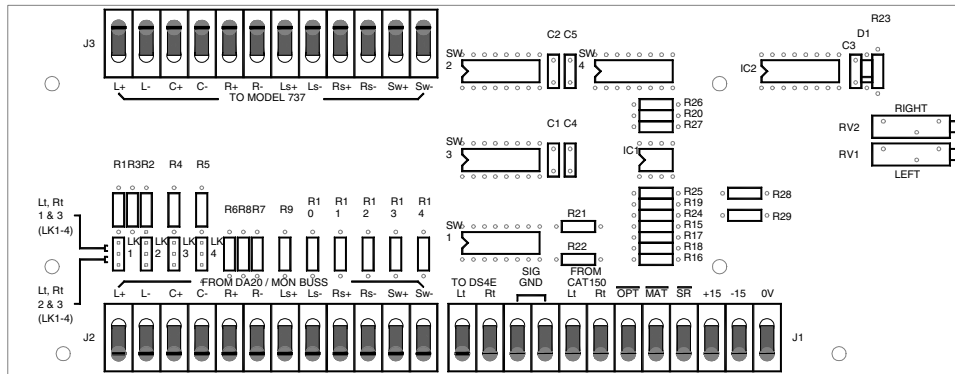 R23
D1
C2 C5
C3
J3
SW
2
SW
4
IC2
L+ L- C+ C- R+ R- Ls+ Ls- Rs+ Rs- Sw+ Sw-
TO MODEL 737
R26
R20
R27
RIGHT
RV2
RV1
LEFT
C1 C4
SW
3
IC1
R1 R3 R2 R4 R5
R6 R8 R7 R9 R1
0 R1
1 R1
2 R1
3 R1
4
R25
R19
R24
R15
R17
R18
R16
R28
R29
R21
R22
SW
1
Lt, Rt
1 & 3
(LK1-4)
LK
1 LK
2 LK
3 LK
4
Lt, Rt
2 & 3
(LK1-4)
FROM DA20 / MON BUSS
L+ L- C+ C- R+ R- Ls+ Ls- Rs+ Rs- Sw+ Sw-
TO DS4E
Lt Rt
SIG
GND
FROM
CAT150
Lt Rt
OPT MAT SR +15 -15 0V
J2
J1